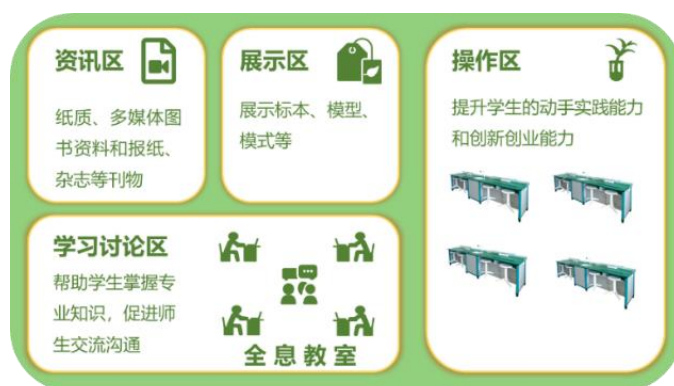 资讯区
纸质、多媒体图
书资料和报纸、
杂志等刊物
展示区
展示标本、模型、
模式等
操作区
提升学生的动手实践能力
和创新创业能力
学习讨论区
帮助学生掌握专
业知识，促进师
生交流沟通
全息教室